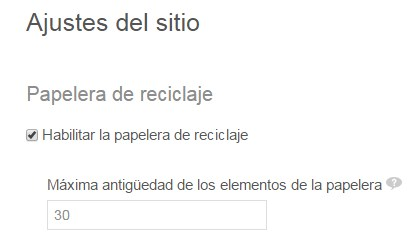 Ajustes del sitio
Papelera de reciclaje
Habilitar la papelera de reciclaje
Máxima antigüedad de los elementos de la papelera ?
30